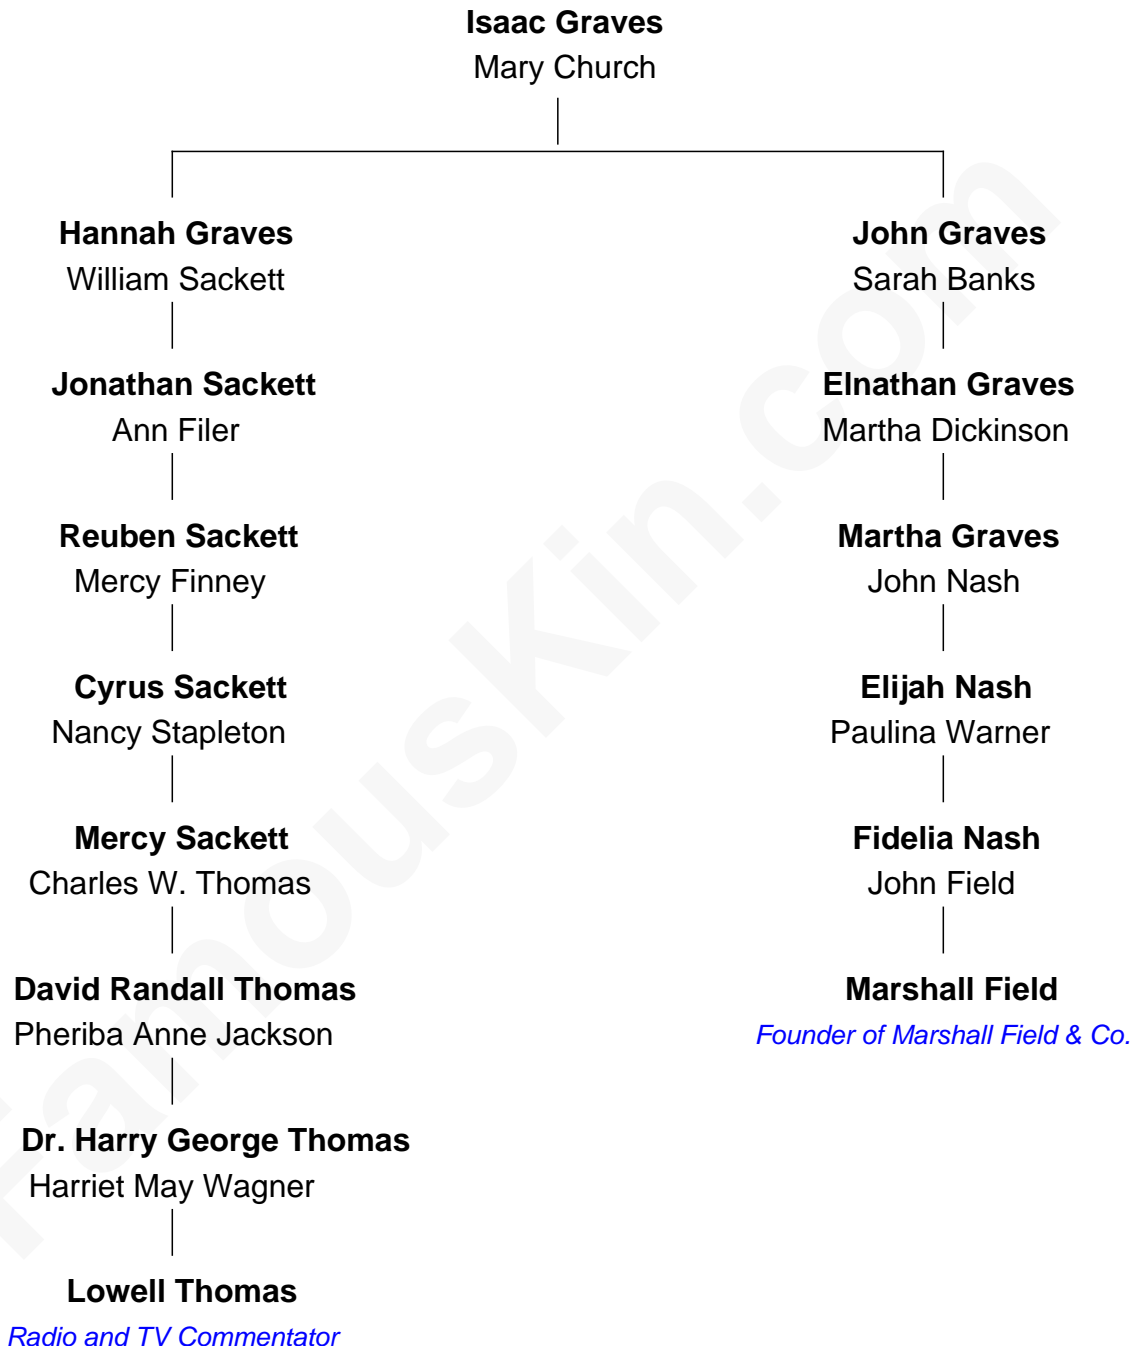 Isaac Graves
Mary Church
Hannah Graves
William Sackett
John Graves
Sarah Banks
Jonathan Sackett
Ann Filer
Elnathan Graves
Martha Dickinson
Reuben Sackett
Mercy Finney
Martha Graves
John Nash
Cyrus Sackett
Nancy Stapleton
Elijah Nash
Paulina Warner
Mercy Sackett
Charles W. Thomas
Fidelia Nash
John Field
David Randall Thomas
Pheriba Anne Jackson
Marshall Field
Founder of Marshall Field & Co.
Dr. Harry George Thomas
Harriet May Wagner
Lowell Thomas
Radio and TV Commentator
FamousKin.com